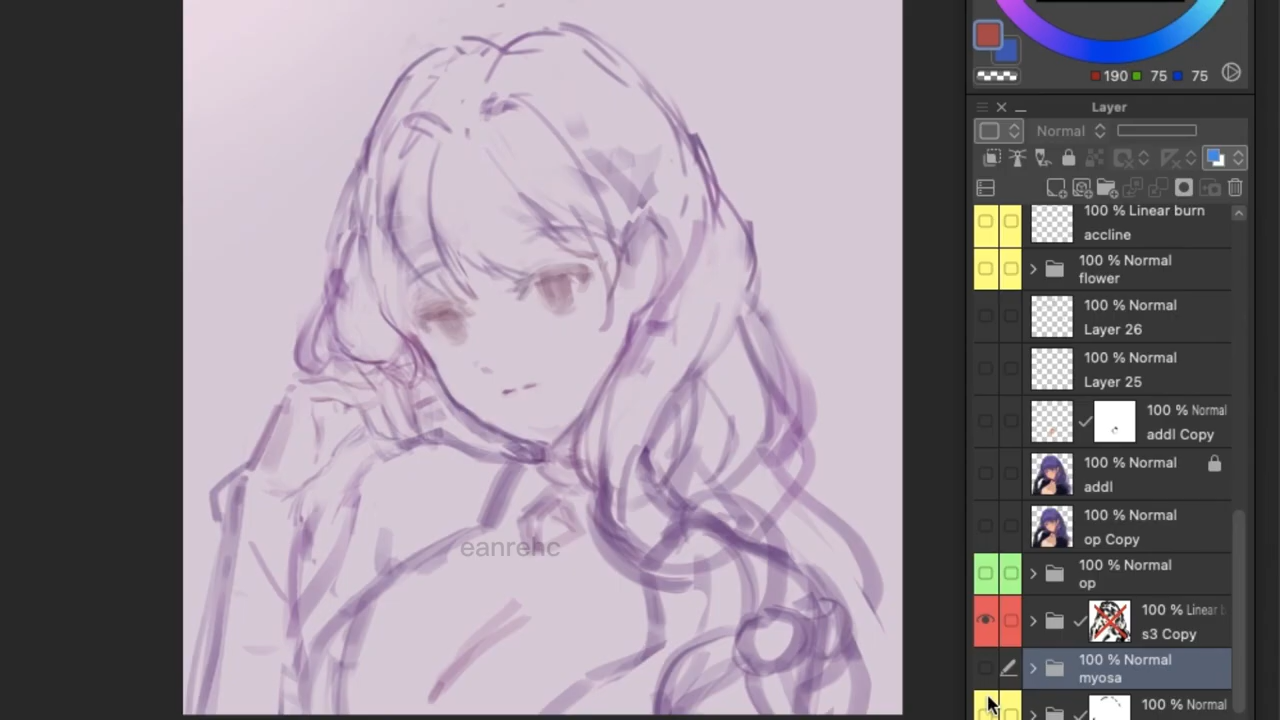 190 75 75
Layer
Normal
100 % Linear burn
accline
100 % Normal
flower
100 % Normal
Layer 26
100 % Normal
Layer 25
100 % Normal
addl Copy
100 % Normal
addl
100 % Normal
op Copy
100 % Normal
op
100 % Linear b
s3 Copy
100 % Normal
myosa
100 % Normal
eanrehc